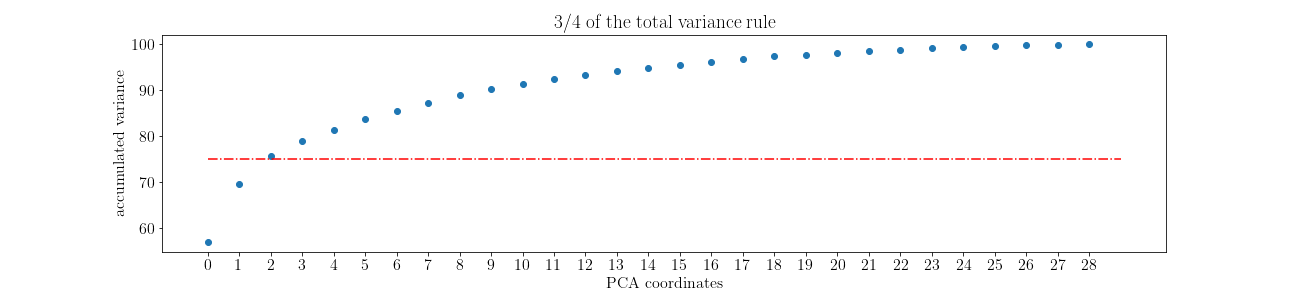 3/4 of the total variance rule
accumulated variance
100
90
80
70
60
0 1 2 3 4 5 6 7 8 9 10 11 12 13 14 15 16 17 18 19 20 21 22 23 24 25 26 27 28
PCA coordinates